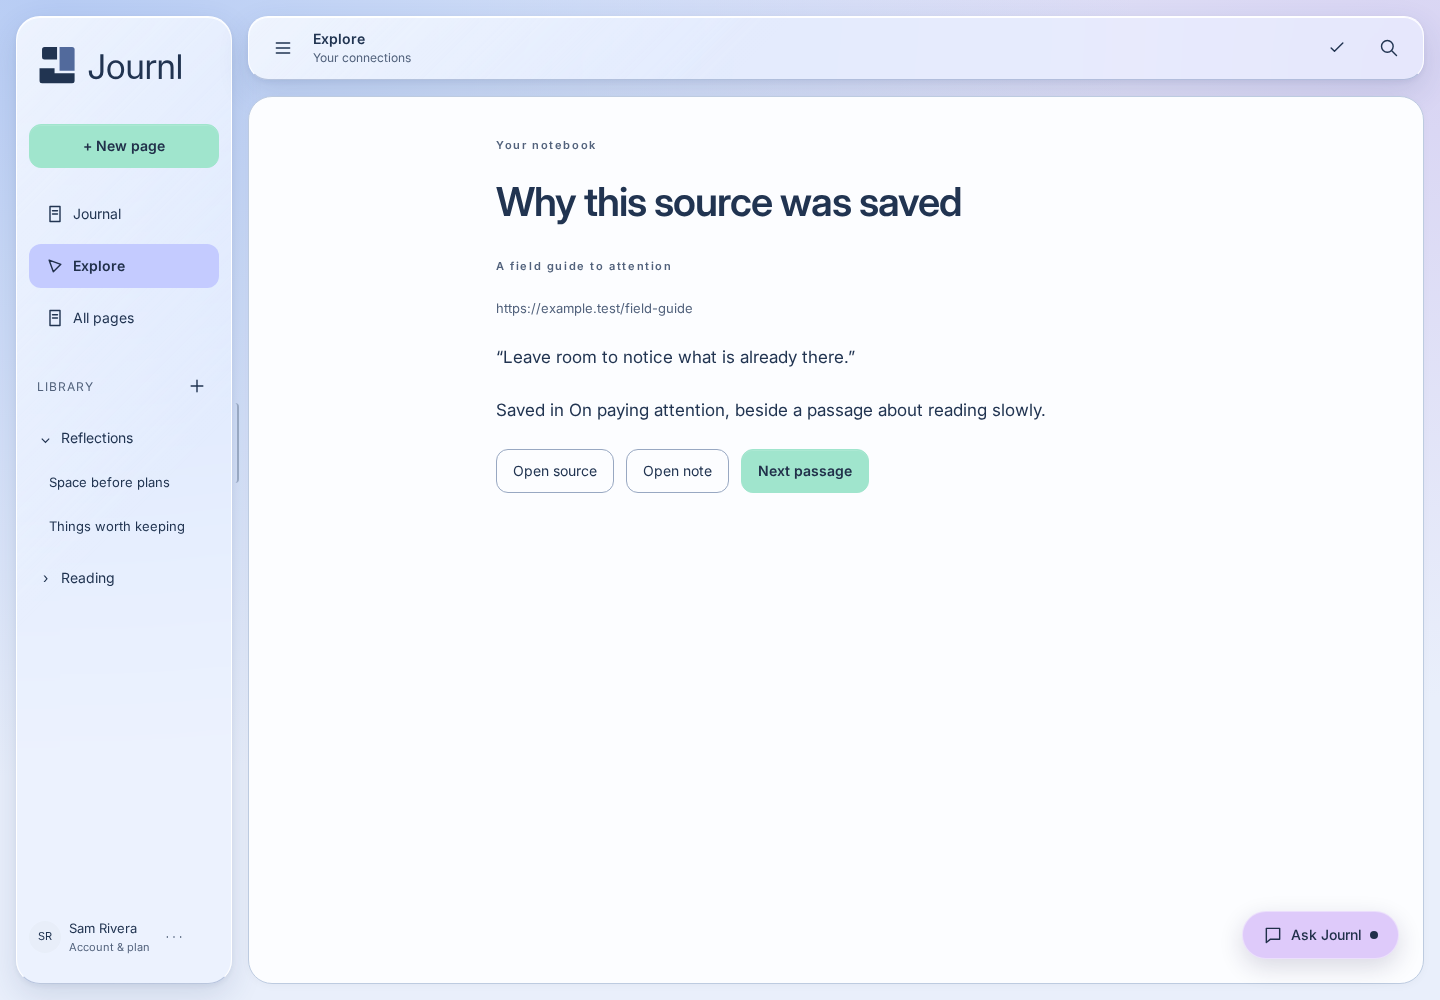 Journl
+ New page
Journal
Explore
All pages
LIBRARY
Reflections
Space before plans
Things worth keeping
Reading
SR
Sam Rivera
Account & plan
Explore
Your connections
Your notebook
Why this source was saved
A field guide to attention
https://example.test/field-guide
“Leave room to notice what is already there.”
Saved in On paying attention, beside a passage about reading slowly.
Open source
Open note
Next passage
Ask Journl